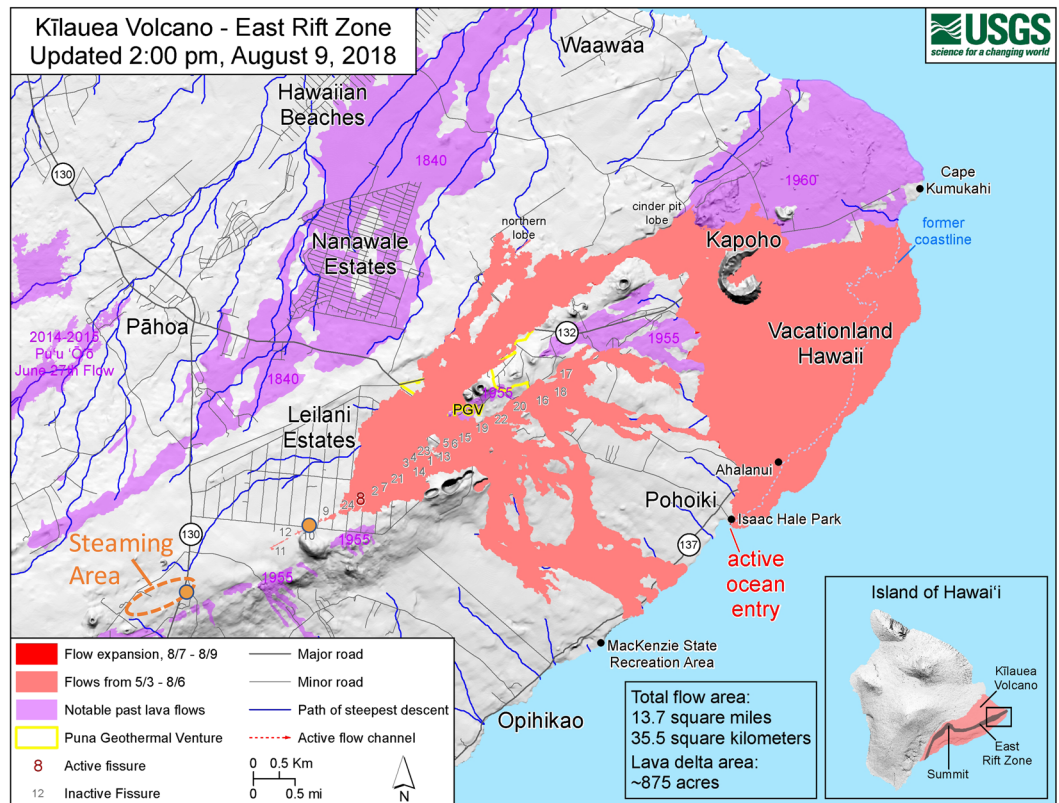 Kīlauea Volcano - East Rift Zone
Updated 2:00 pm, August 9, 2018
USGS
science for a changing world
Waawaa
Hawaiian
Beaches
130
1840
1960
Cape
Kumukahi
cinder pit
lobe
northern
lobe
former
coastline
Nanawale
Estates
Kapoho
Pāhoa
132
Vacationland
Hawaii
1955
2014-2015
Pu‘u ‘Ō‘ō
June 27th Flow
1840
17
1955
18
16
PGV
20
22
19
Leilani
Estates
15
6
5
23
13
4
1
3
14
21
7
2
8
24
9
10
12
11
Ahalanui
Pohoiki
Isaac Hale Park
130
1955
137
active
ocean
entry
Steaming
Area
1955
MacKenzie State
Recreation Area
Opihikao
Flow expansion, 8/7 - 8/9
Flows from 5/3 - 8/6
Notable past lava flows
Puna Geothermal Venture
8 Active fissure
12 Inactive Fissure
Major road
Minor road
Path of steepest descent
Active flow channel
0 0.5 Km
0 0.5 mi
N
Total flow area:
13.7 square miles
35.5 square kilometers
Lava delta area:
~875 acres
Island of Hawai‘i
Kīlauea
Volcano
East
Rift Zone
Summit